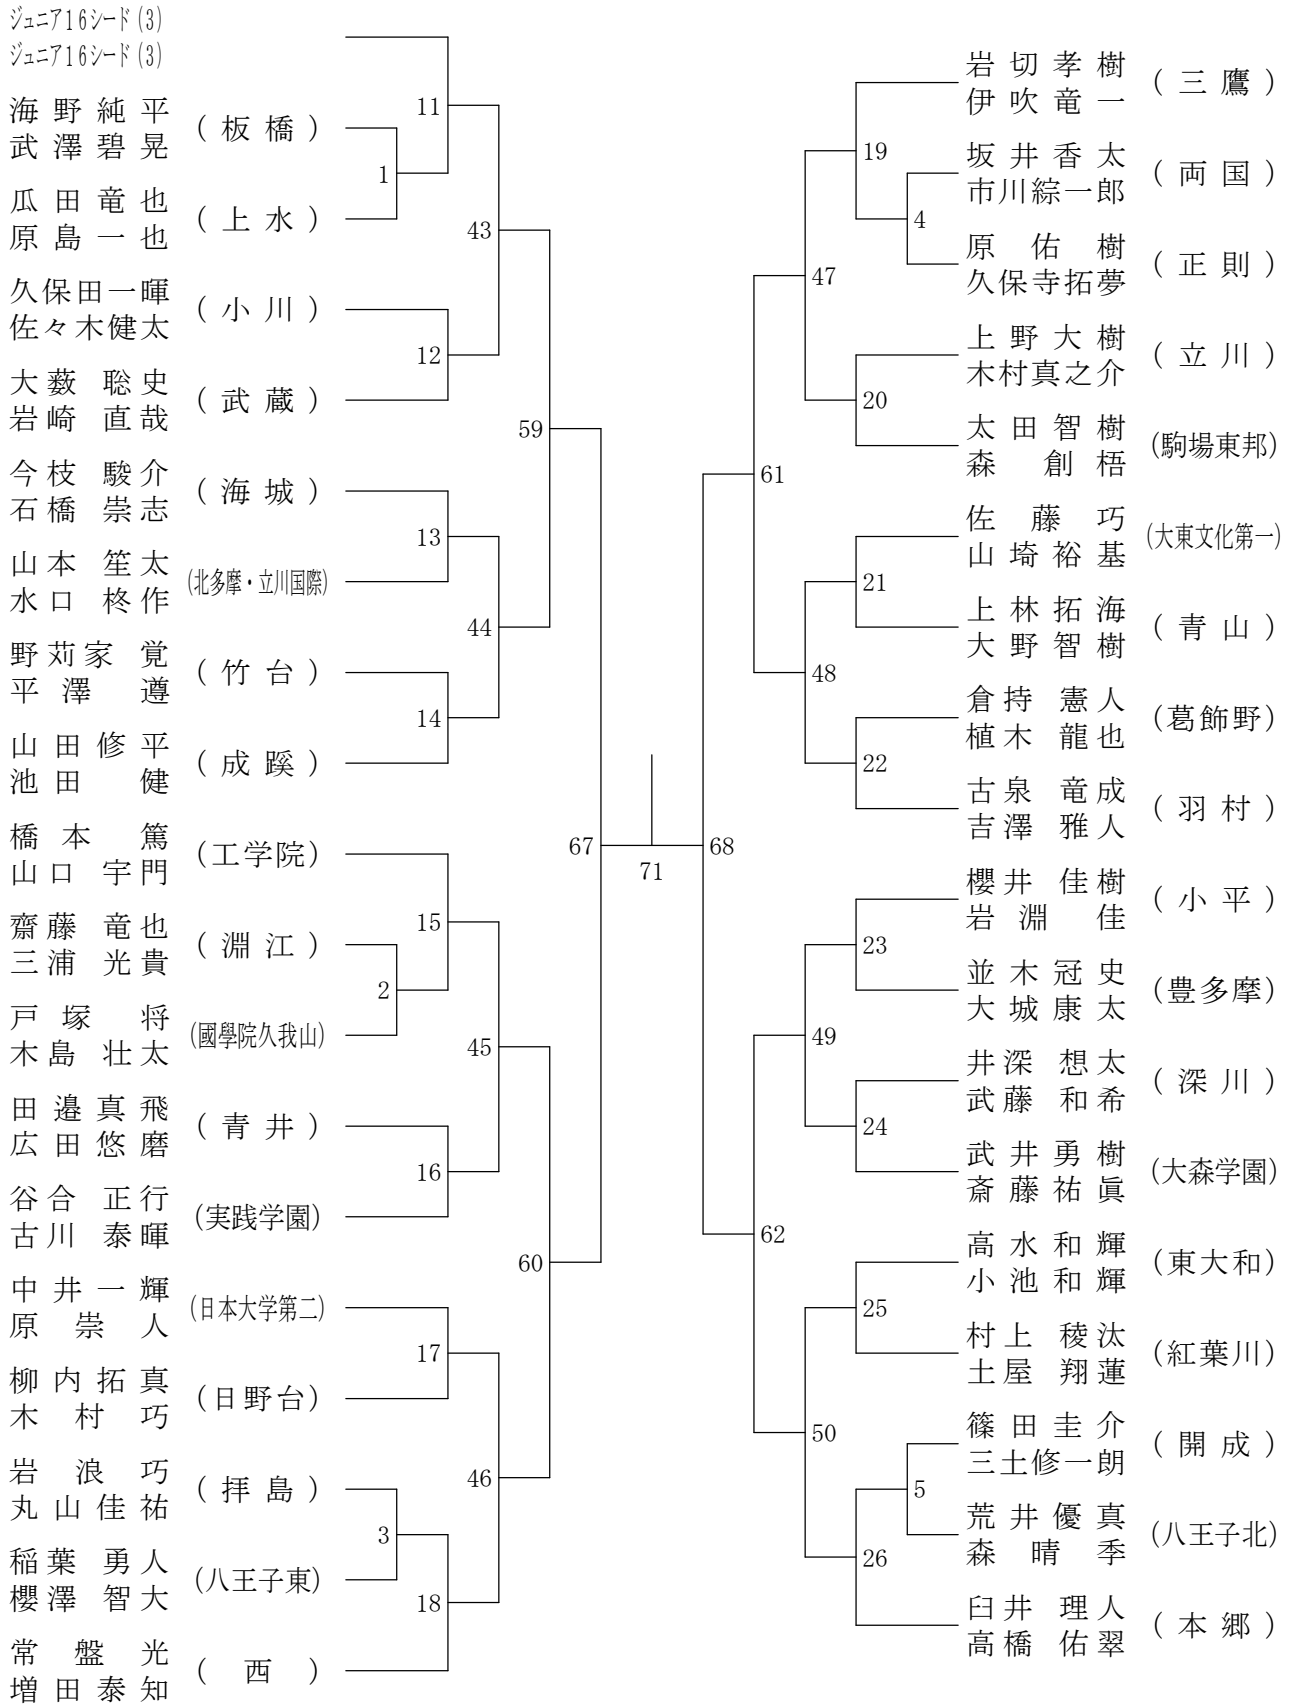 ジュニア16シード(3)
ジュニア16シード(3)
海野純平
武澤碧晃
(板橋)
瓜田竜也
原島一也
(上水)
久保田一暉
佐々木健太
(小川)
大薮 聡史
岩崎 直哉
(武蔵)
今枝 駿介
石橋 崇志
(海城)
山本 笙太
水口 柊作
(北多摩・立川国際)
野苅家 覚
平澤 遵
(竹台)
山田修平
池田 健
(成蹊)
橋本 篤
山口 宇門
(工学院)
齋藤 竜也
三浦 光貴
(淵江)
戸塚 将
木島 壮太
(國學院久我山)
田邉真飛
広田悠磨
(青井)
谷合 正行
古川 泰暉
(実践学園)
中井一輝
原 崇人
(日本大学第二)
柳内拓真
木村 巧
(日野台)
岩浪 巧
丸山佳祐
(拝島)
稲葉 勇人
櫻澤 智大
(八王子東)
常盤 光
増田泰知
(西)
1
2
3
11
12
13
14
15
16
17
18
43
44
45
46
59
60
67
71
68
61
62
47
48
49
50
19
20
21
22
23
24
25
26
4
5
岩切孝樹
伊吹竜一
(三鷹)
坂井香太
市川綜一郎
(両国)
原 佑樹
久保寺拓夢
(正則)
上野大樹
木村真之介
(立川)
太田智樹
森 創梧
(駒場東邦)
佐藤 巧
山埼裕基
(大東文化第一)
上林拓海
大野智樹
(青山)
倉持 憲人
植木 龍也
(葛飾野)
古泉 竜成
吉澤 雅人
(羽村)
櫻井 佳樹
岩淵 佳
(小平)
並木冠史
大城康太
(豊多摩)
井深 想太
武藤 和希
(深川)
武井勇樹
斎藤祐眞
(大森学園)
高水和輝
小池和輝
(東大和)
村上 稜汰
土屋 翔蓮
(紅葉川)
篠田圭介
三土修一朗
(開成)
荒井優真
森 晴季
(八王子北)
臼井 理人
高橋 佑翠
(本郷)